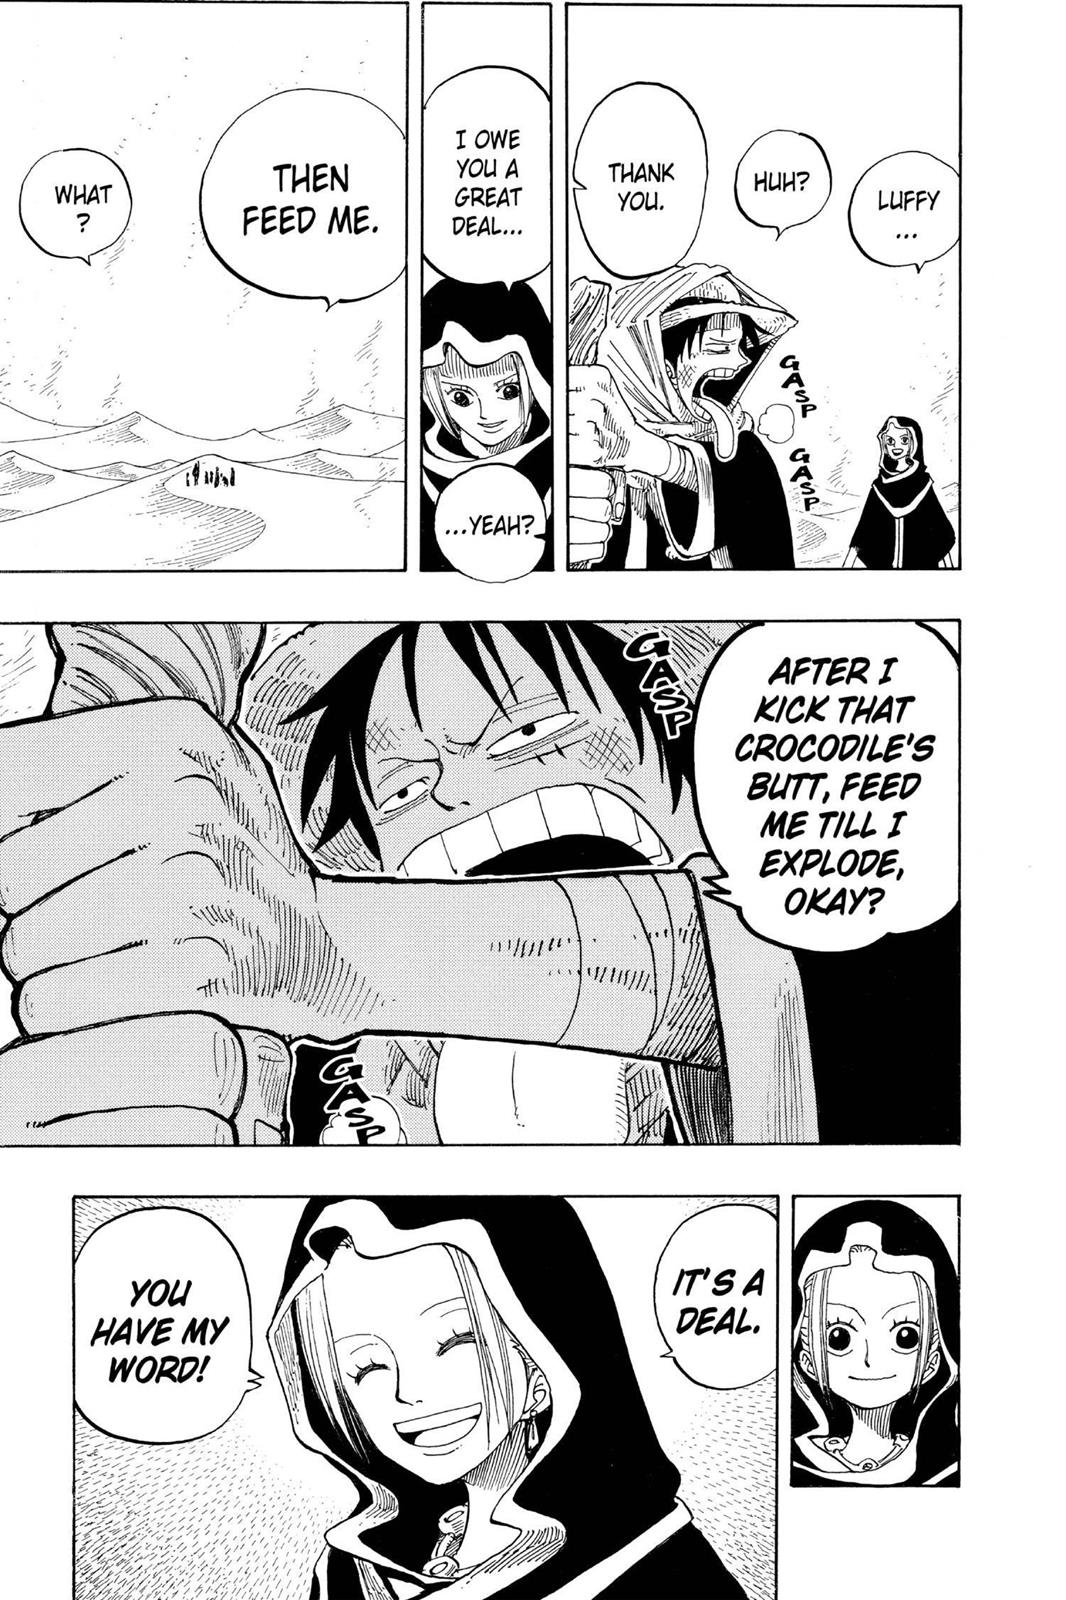 LUFFY
...
HUH?
THANK
YOU.
GASP
GASP
I OWE
YOU A
GREAT
DEAL...
...YEAH?
THEN
FEED ME.
WHAT
?
AFTER I
KICK THAT
CROCODILE'S
BUTT, FEED
ME TILL I
EXPLODE,
OKAY?
GASP
GASP
IT'S A
DEAL.
YOU
HAVE MY
WORD!